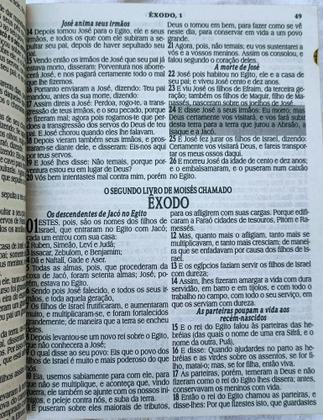 ÊXODO, 1
49
José anima seus irmãos
14 Depois tornou José para o Egito, ele e seus
irmãos, e todos os que com ele subiram a se-
pultar seu pai, depois de haver sepultado seu
pai.
15 Vendo então os irmãos de José que seu pai já
estava morto, disseram: Porventura nos aborre-
cerá José, e nos pagará certamente todo o mal
que lhe fizemos.
16 Portanto enviaram a José, dizendo: Teu pai
mandou, antes da sua morte, dizendo:
17 Assim direis a José: Perdoa, rogo-te, a trans-
gressão de teus irmãos, e o seu pecado, porque
te fizeram mal; agora pois rogamos-te que per-
does a transgressão dos servos do Deus de teu
pai. E José chorou quando eles lhe falavam.
18 Depois vieram também seus irmãos, e pros-
traram-se diante dele, e disseram: Eis-nos aqui
por teus servos.
19 E José lhes disse: Não temais, porque por-
ventura estou eu em lugar de Deus?
20 Vós bem intentastes mal contra mim, porém
Deus o tornou em bem, para fazer como se vê
neste dia, para conservar em vida a um povo
grande.
21 Agora, pois, não temais; eu vos sustentarei a
vós e a vossos meninos. Assim os consolou, e
falou segundo o coração deles.
A morte de José
22 José pois habitou no Egito, ele e a casa de
seu pai; e viveu José cento e dez anos.
23 E viu José os filhos de Efraim, da terceira ge-
ração; também os filhos de Maquir, filho de Ma-
nassés, nasceram sobre os joelhos de José.
24 E disse José a seus irmãos: Eu morro; mas
Deus certamente vos visitará, e vos fará subir
desta terra para a terra que jurou a Abraão, a
Isaque e a Jacó.
25 E José fez jurar os filhos de Israel, dizendo:
Certamente vos visitará Deus, e fareis transpor-
tar os meus ossos daqui.
26 E morreu José da idade de cento e dez anos;
e o embalsamaram, e o puseram num caixão
no Egito.
O SEGUNDO LIVRO DE MOISÉS CHAMADO
ÊXODO
Os descendentes de Jacó no Egito
01 ESTES, pois, são os nomes dos filhos de
Israel, que entraram no Egito com Jacó;
cada um entrou com sua casa:
Ruben, Simeão, Levi e Judá;
Issacar, Zebulom, e Benjamim;
Dã e Naftali, Gade e Aser.
Todas as almas, pois, que procederam da
coxa de Jacó, foram setenta almas; José, po-
rém, estava no Egito.
Sendo pois José falecido, e todos os seus ir-
mãos, e toda aquela geração.
Os filhos de Israel frutificaram, e aumentaram
muito, e multiplicaram-se, e foram fortalecidos
grandemente, de maneira que a terra se encheu
deles.
Depois levantou-se um novo rei sobre o Egito,
que não conhecera a José;
O qual disse ao seu povo: Eis que o povo dos
filhos de Israel é muito e mais poderoso do que
nós.
Eia, usemos sabiamente para com ele, para
que não se multiplique, e aconteça que, vindo
guerra, ele também se ajunte com os nossos ini-
migos, e peleje contra nós, e suba da terra.
E puseram sobre eles maiorais de tributos,
para os afligirem com suas cargas. Porque edifi-
caram a Faraó cidades de tesouros, Pitom e Ra-
messés.
12 Mas quanto mais o afligiam, tanto mais se
multiplicava, e tanto mais crescia; de manei-
ra que se enfadavam por causa dos filhos de Is-
rael.
13 E os egípcios faziam servir os filhos de Israel
com dureza;
14 Assim, lhes fizeram amargar a vida com dura
servidão, em barro e em tijolos, e com todo o
trabalho no campo, com todo o seu serviço, em
que os serviam com dureza.
As parteiras poupam a vida aos
recém-nascidos
15 E o rei do Egito falou às parteiras das he-
bréias (das quais o nome de uma era Sifrá, e o
nome da outra, Puá),
16 E disse: Quando ajudardes no parto as he-
bréias e as virdes sobre os assentos, se for fi-
lho, matai-o; mas, se for filha, então viva.
17 As parteiras, porém, temeram a Deus e não
fizeram como o rei do Egito lhes dissera; antes,
conservavam os meninos com vida.
18 Então o rei do Egito chamou as parteiras, e
disse-lhes: Por que fizestes isto, que guardastes